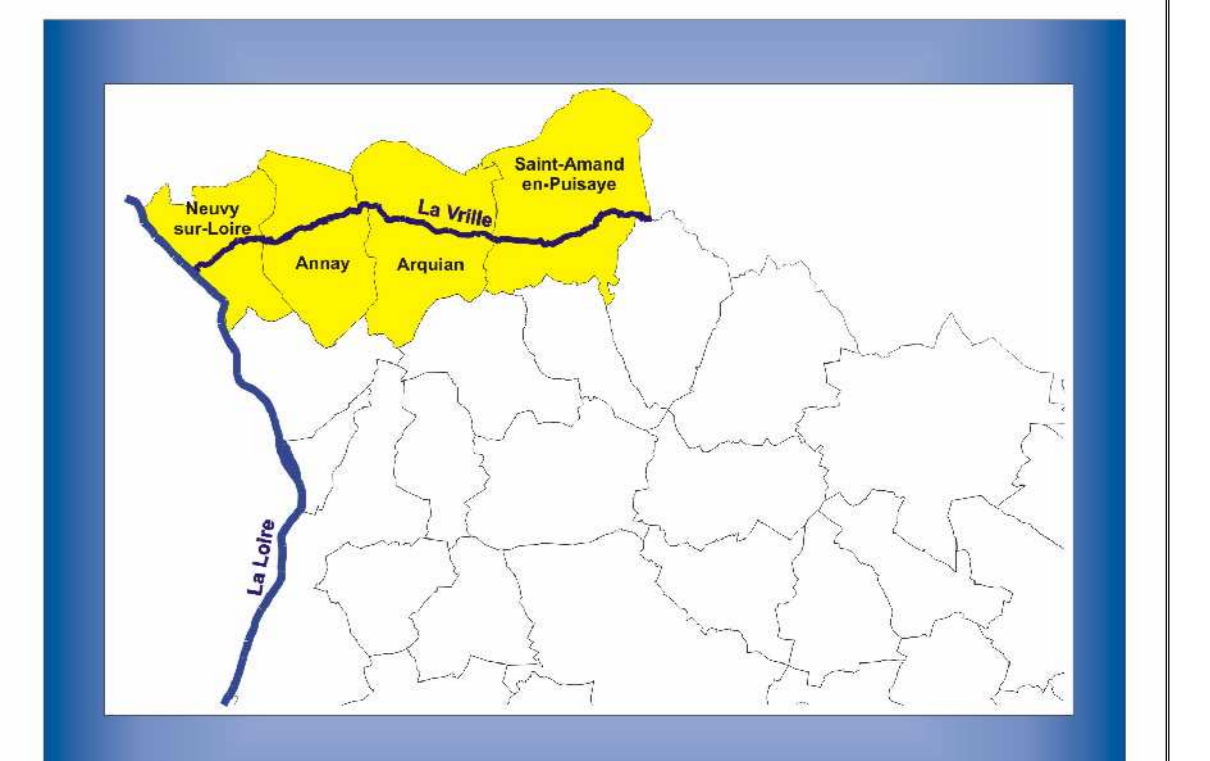 Saint-Amand
en-Puisaye
Neuvy
sur-Loire
La Vrille
Annay
Arquian
La Loire